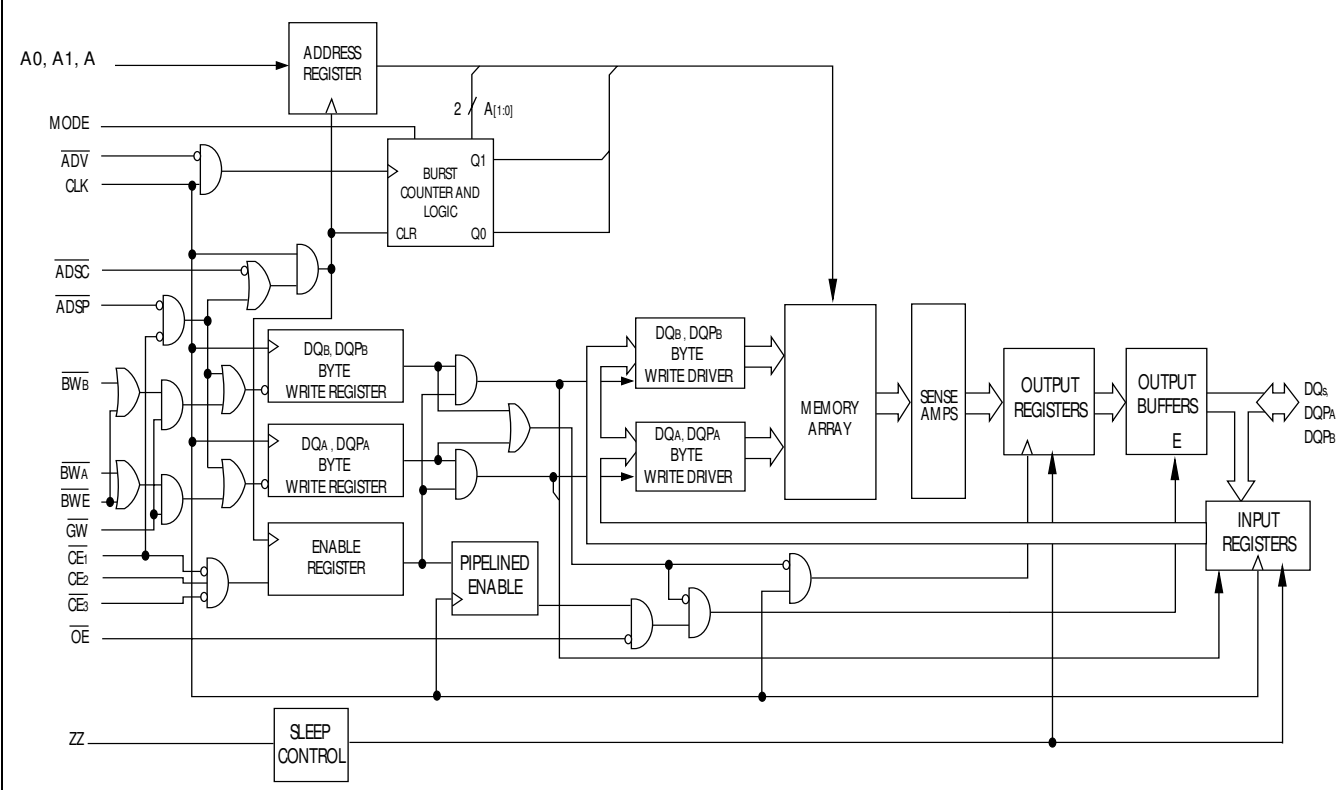 A0, A1, A
ADDRESS
REGISTER
MODE
2
A[1:0]
ADV
CLK
BURST
COUNTER AND
LOGIC
Q1
CLR
Q0
ADSC
ADSP
DQB, DQPB
BYTE
WRITE REGISTER
DQB, DQPB
BYTE
WRITE DRIVER
MEMORY
ARRAY
SENSE
AMPS
OUTPUT
REGISTERS
OUTPUT
BUFFERS
E
DQs,
DQPA
DQPB
BWB
DQA, DQPA
BYTE
WRITE REGISTER
DQA, DQPA
BYTE
WRITE DRIVER
BWA
BWE
GW
CE1
CE2
CE3
ENABLE
REGISTER
PIPELINED
ENABLE
INPUT
REGISTERS
OE
ZZ
SLEEP
CONTROL